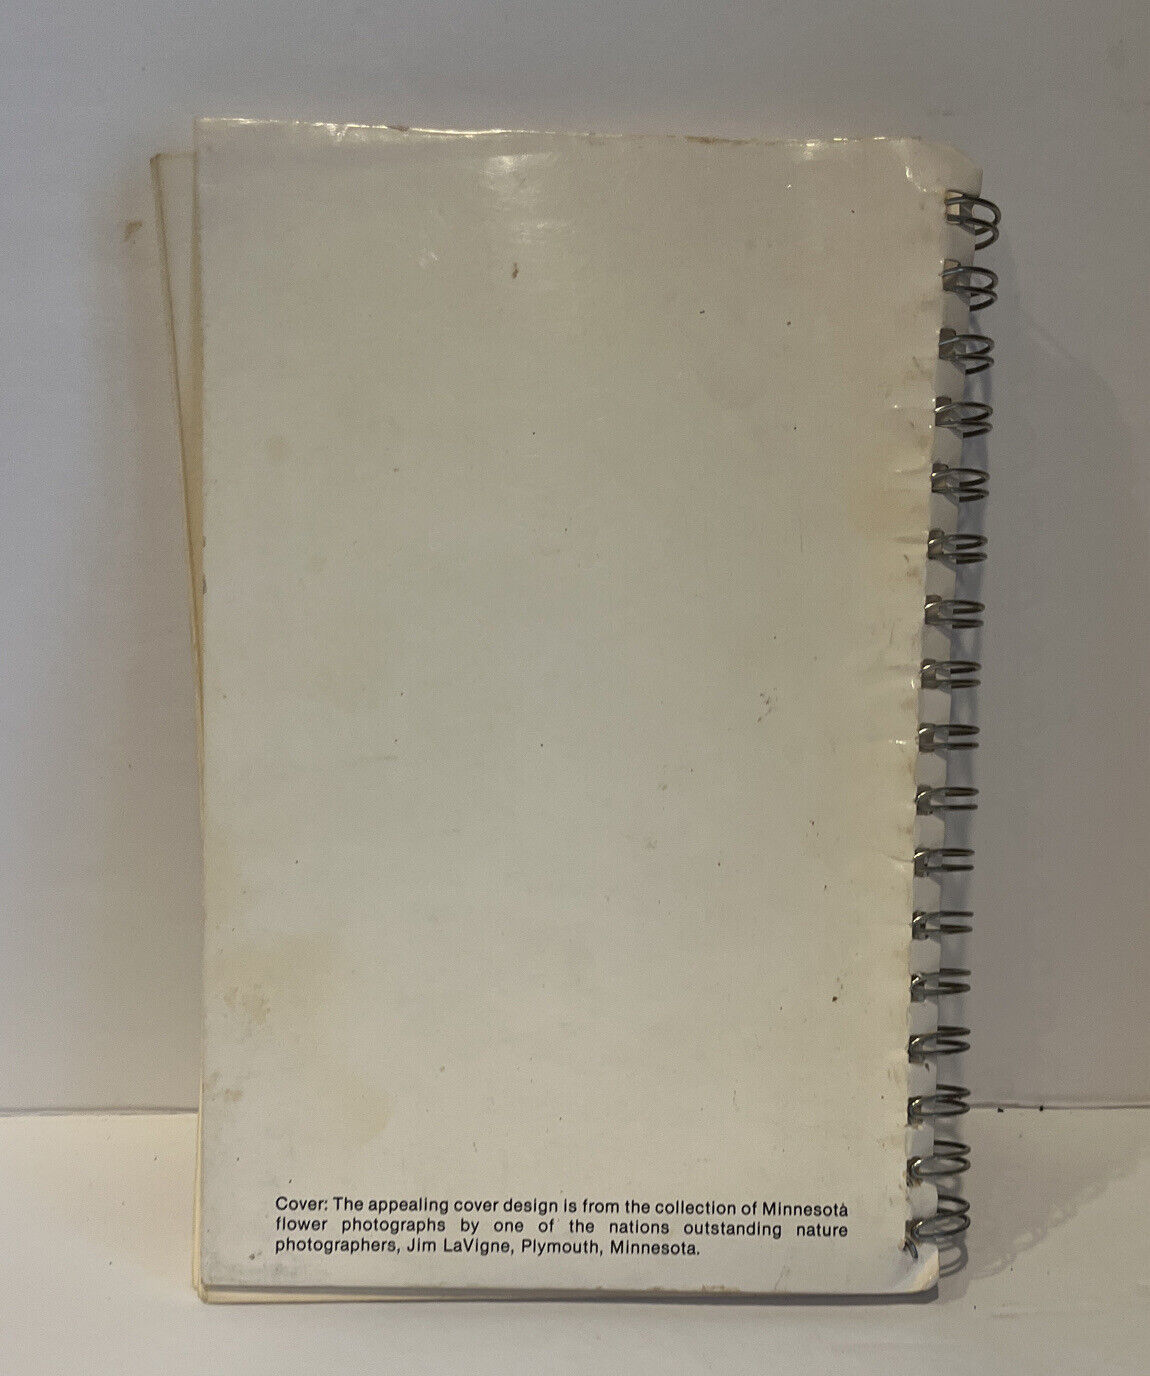 Cover: The appealing cover design is from the collection of Minnesota
flower photographs by one of the nations outstanding nature
photographers, Jim LaVigne, Plymouth, Minnesota.